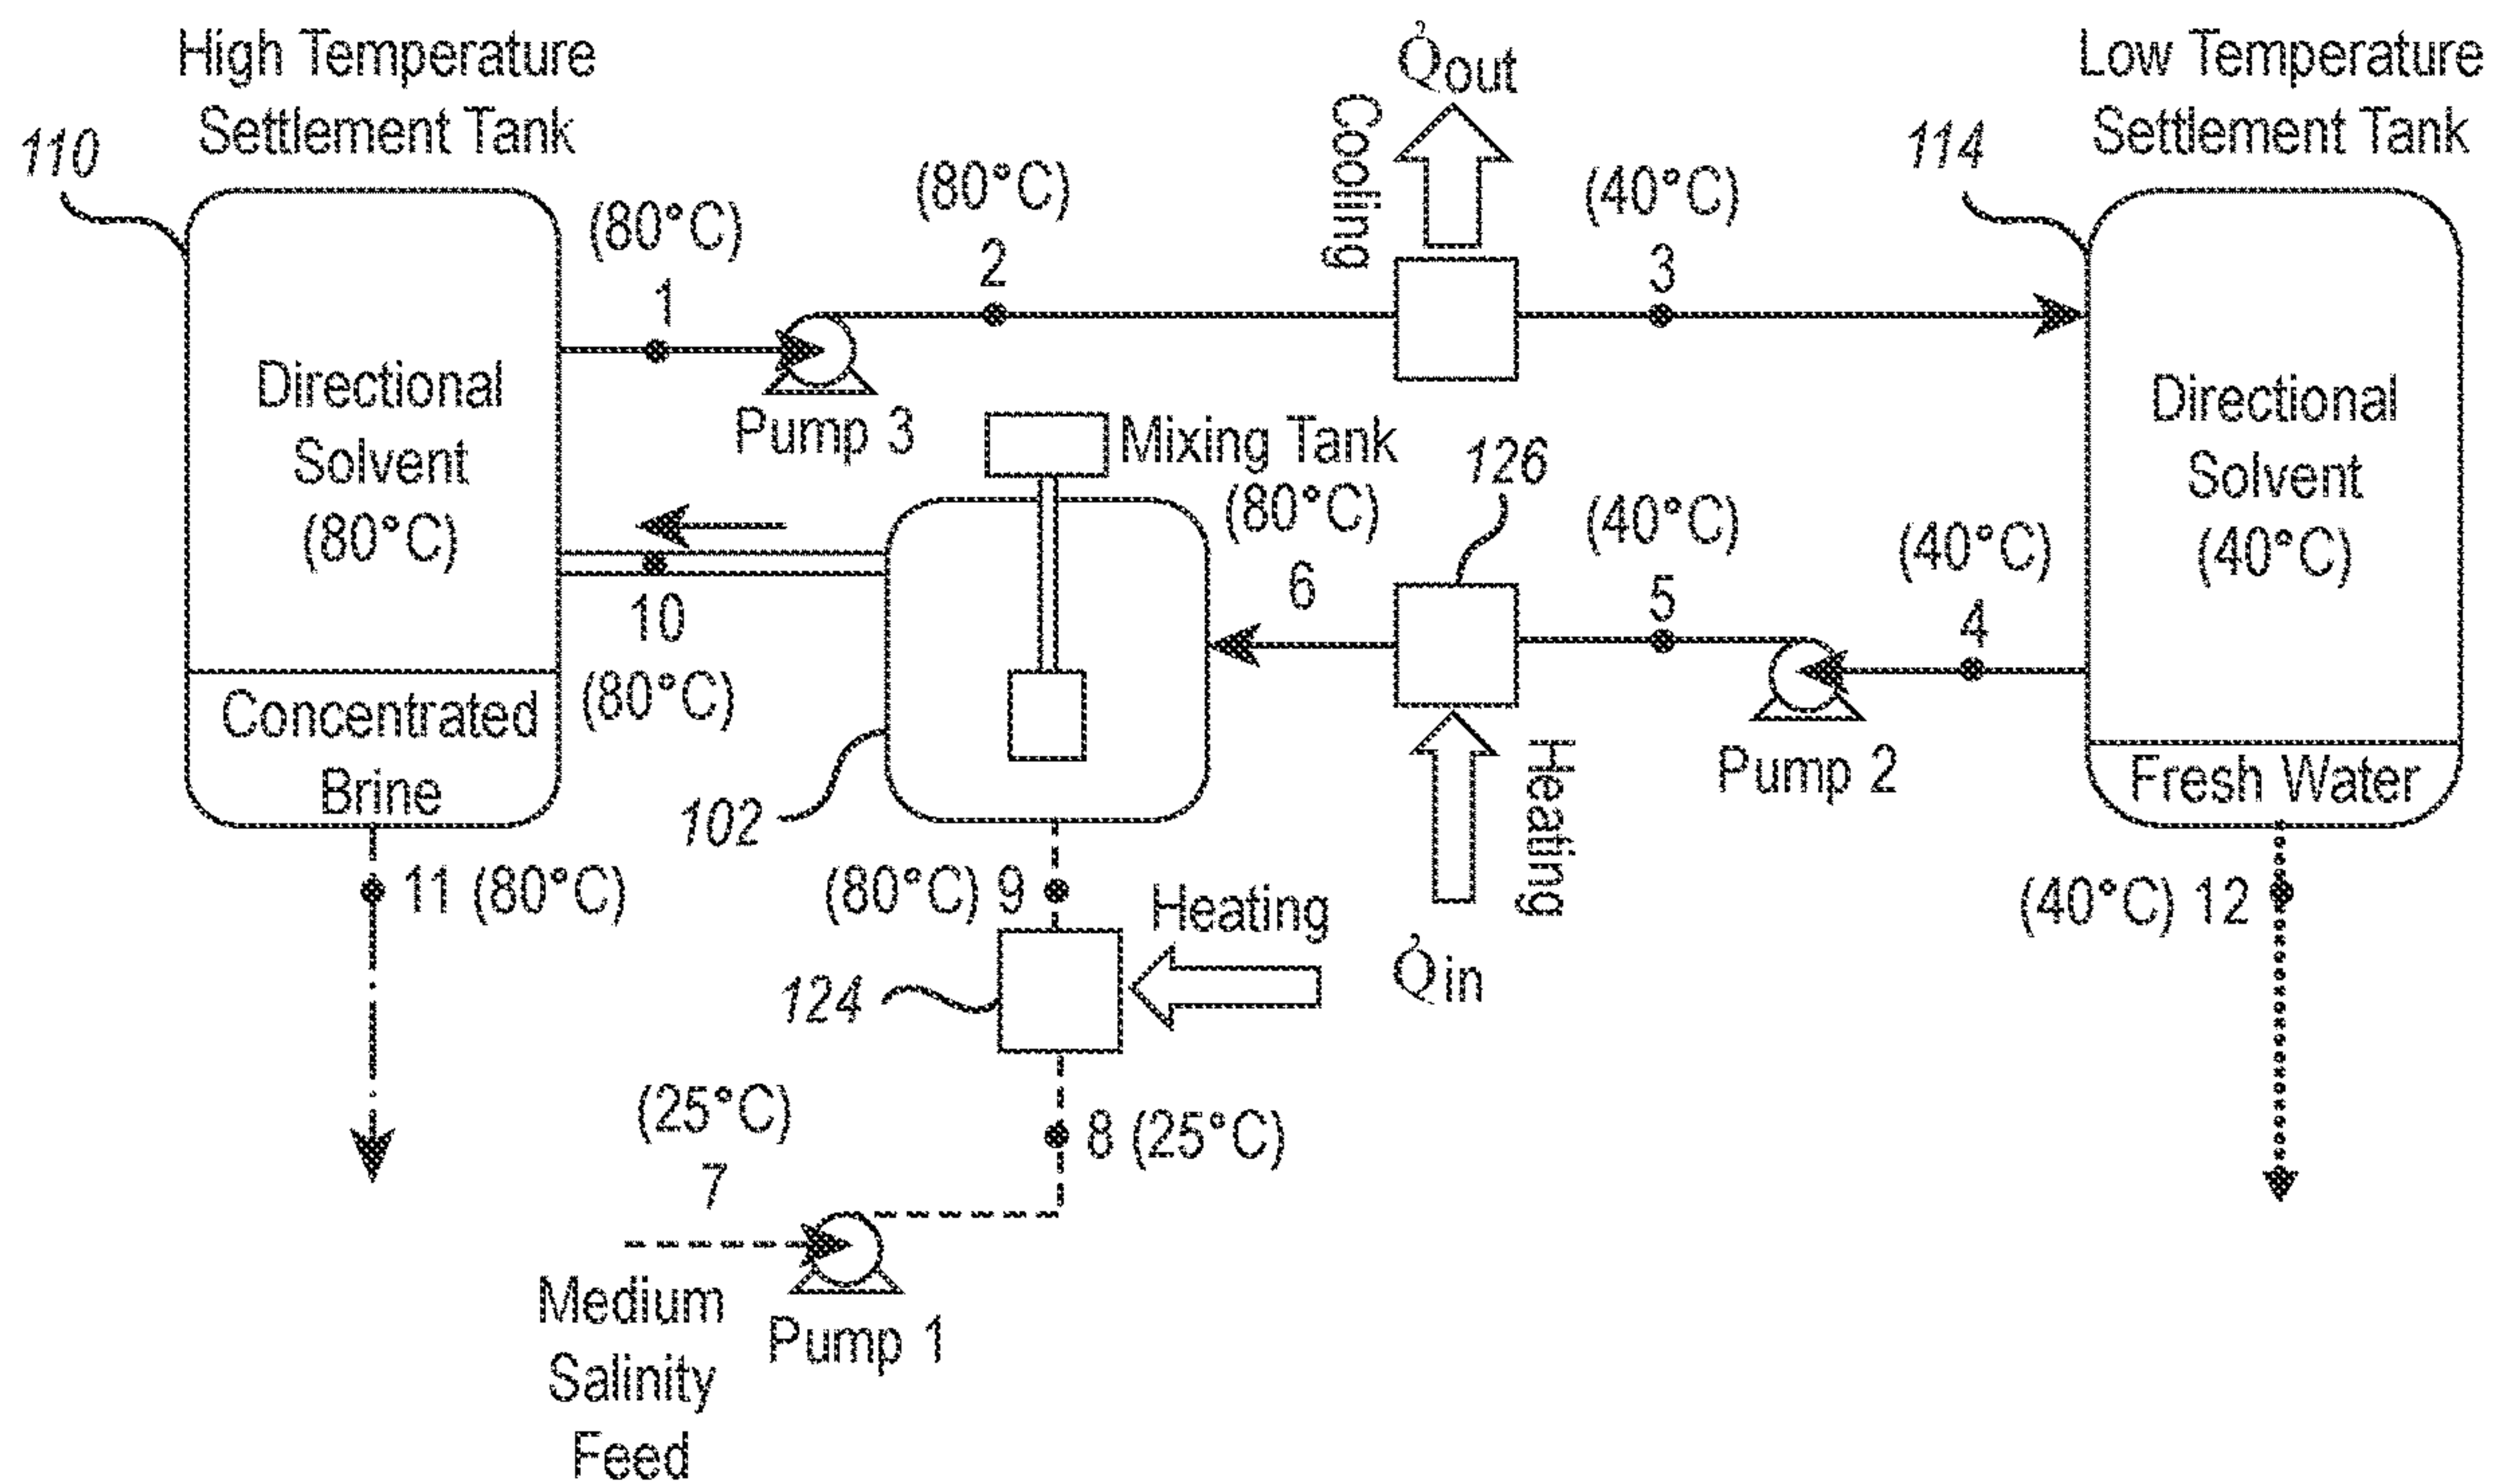 High Temperature
Settlement Tank
110
Directional
Solvent
(80°C)
Concentrated
Brine
11 (80°C)
(80°C)
1
Pump 3
(80°C)
2
Q̇out
Cooling
(40°C)
3
Low Temperature
Settlement Tank
114
Directional
Solvent
(40°C)
Fresh Water
(40°C) 12
Mixing Tank
(80°C)
6
126
(40°C)
5
(40°C)
4
Pump 2
10
(80°C)
102
Heating
Q̇in
(80°C) 9
Heating
124
8 (25°C)
(25°C)
7
Medium
Salinity
Feed
Pump 1